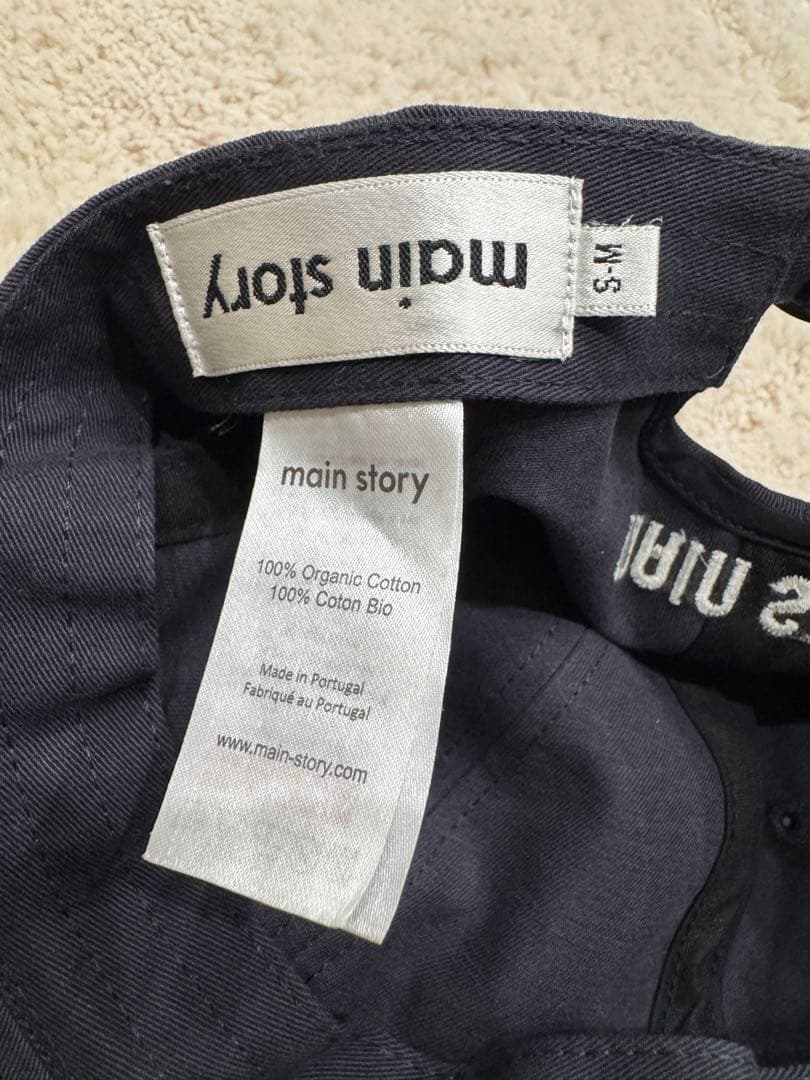 main story
S-M
main story
100% Organic Cotton
100% Coton Bio
Made in Portugal
Fabriqué au Portugal
www.main-story.com